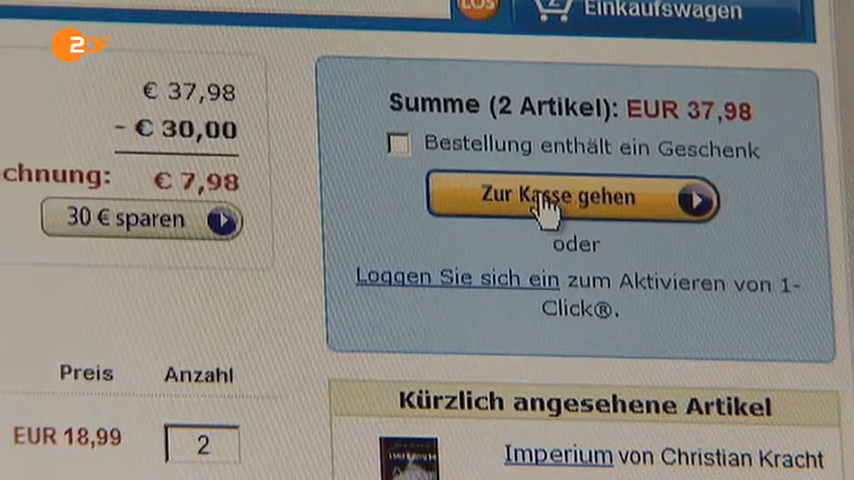 LOS
Einkaufswagen
2DF
€ 37,98
- € 30,00
chnung: € 7,98
30 € sparen
Summe (2 Artikel): EUR 37,98
Bestellung enthält ein Geschenk
Zur Kasse gehen
oder
Loggen Sie sich ein zum Aktivieren von 1-
Click®.
Preis Anzahl
EUR 18,99 2
Kürzlich angesehene Artikel
Imperium von Christian Kracht